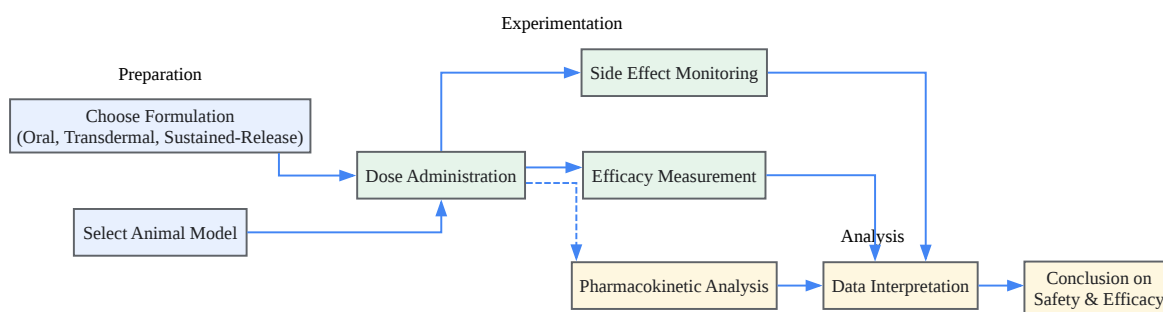 Experimentation
Preparation
Side Effect Monitoring
Choose Formulation
(Oral, Transdermal, Sustained-Release)
Dose Administration
Efficacy Measurement
Select Animal Model
Analysis
Pharmacokinetic Analysis
Data Interpretation
Conclusion on
Safety & Efficacy